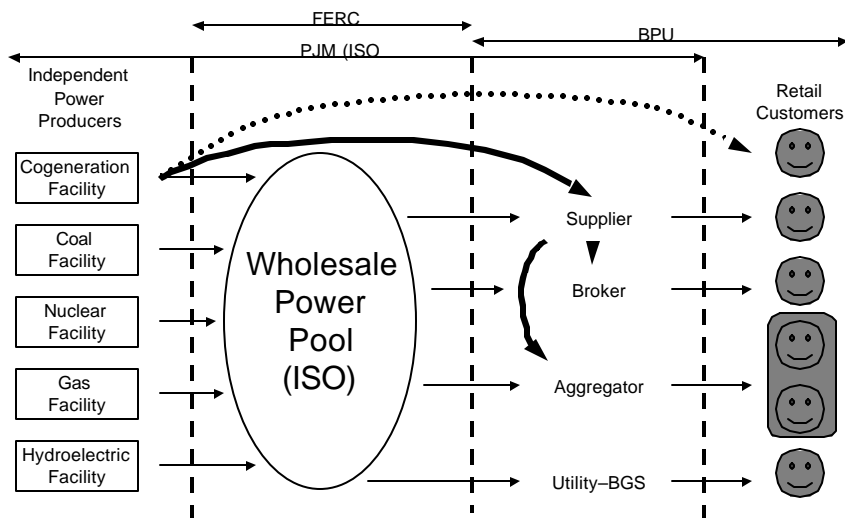 FERC
BPU
PJM (ISO
Independent
Power
Producers
Retail
Customers
Cogeneration
Facility
Coal
Facility
Nuclear
Facility
Gas
Facility
Hydroelectric
Facility
Wholesale
Power
Pool
(ISO)
Supplier
Broker
Aggregator
Utility–BGS